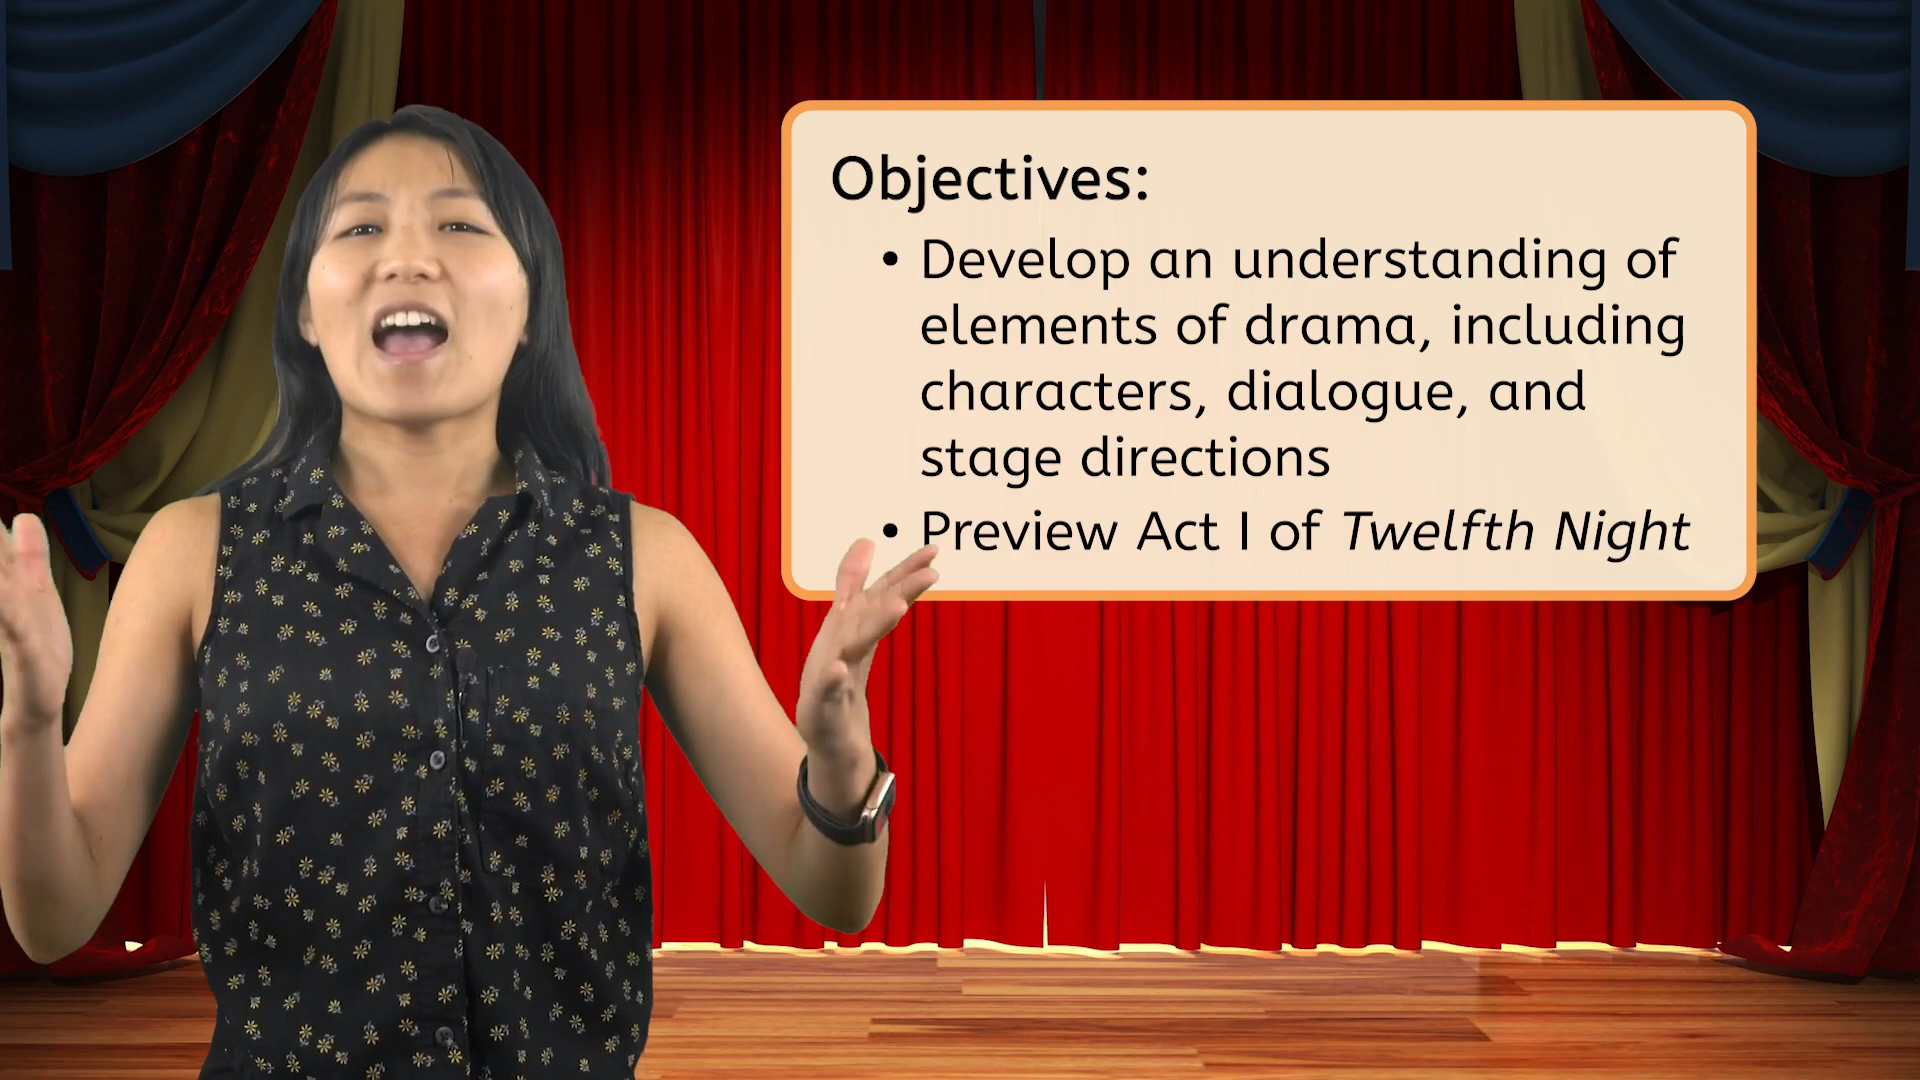 Objectives:
• Develop an understanding of
elements of drama, including
characters, dialogue, and
stage directions
• Preview Act I of Twelfth Night